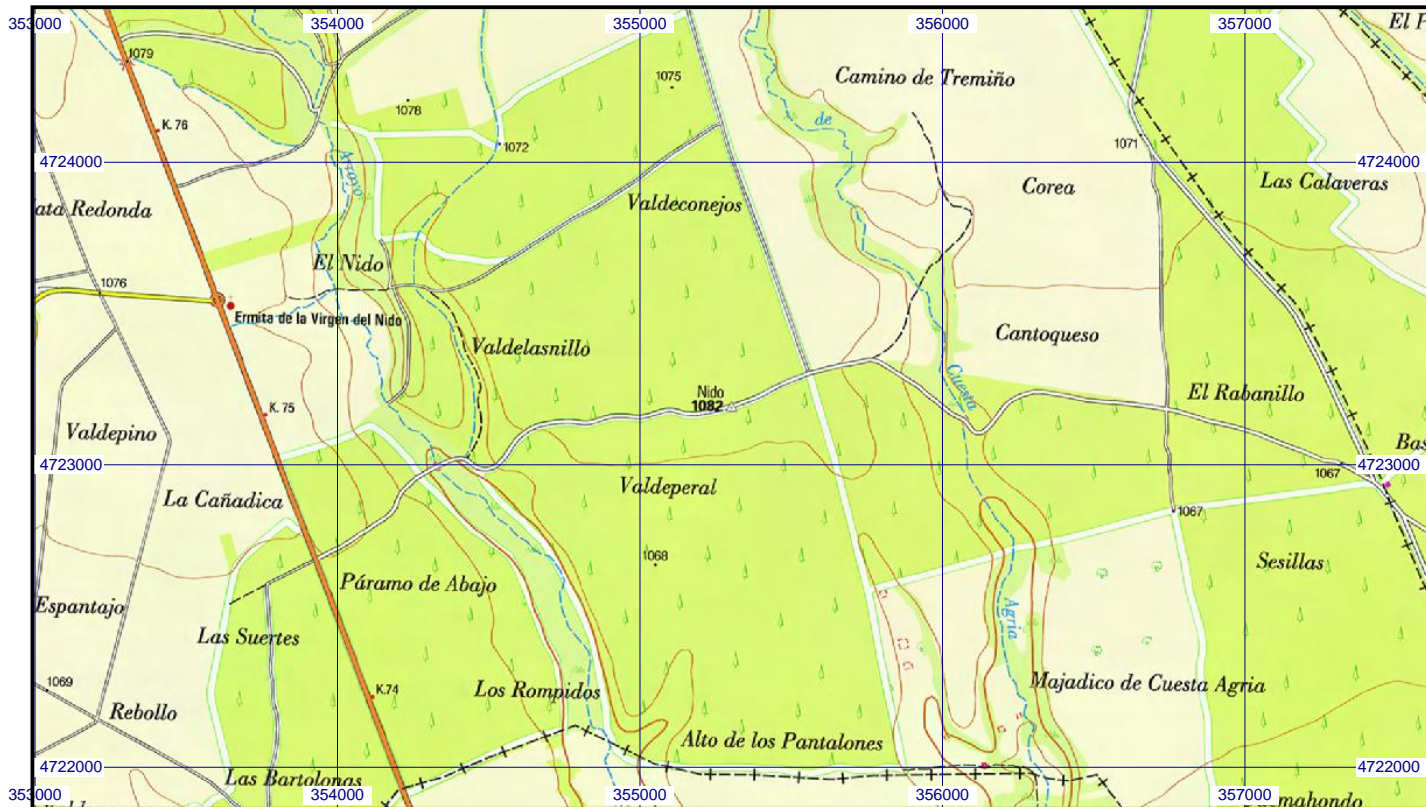 353000
354000
355000
356000
357000
El F
1079
1075
Camino de Tremiño
1078
de
K. 76
1072
1071
4724000
4724000
Arroyo
Corea
Las Calaveras
ata Redonda
Valdeconejos
El Nido
1076
Ermita de la Virgen del Nido
Cantoqueso
Valdelasnillo
Cuesta
Nido
1082
El Rabanillo
K. 75
Valdepino
Bas
4723000
4723000
1067
La Cañadica
Valdeperal
1067
1068
Sesillas
Páramo de Abajo
Espantajo
Agria
Las Suertes
1069
K.74
Los Rompidos
Majadico de Cuesta Agria
Rebollo
Alto de los Pantalones
4722000
4722000
353000
354000
355000
356000
357000
Las Bartolonas